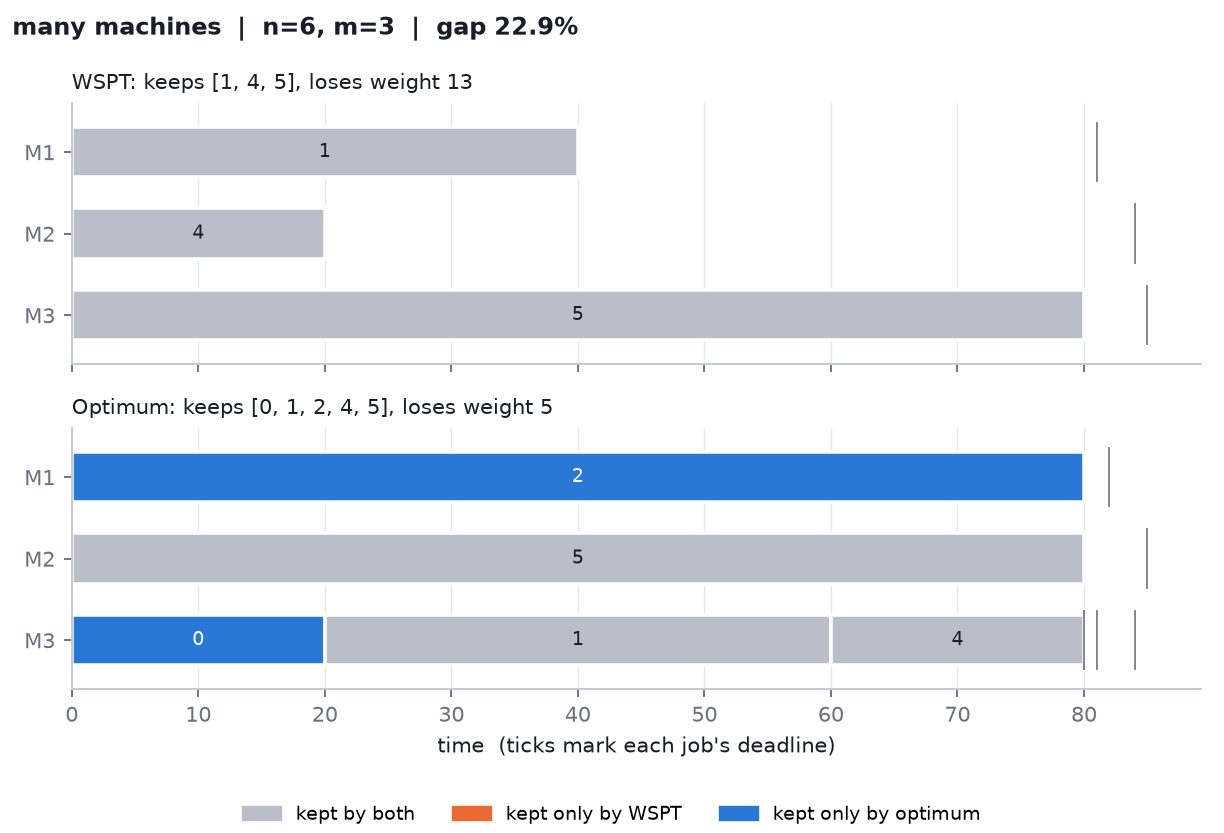 many machines | n=6, m=3 | gap 22.9%
WSPT: keeps [1, 4, 5], loses weight 13
M1 1
M2 4
M3 5
Optimum: keeps [0, 1, 2, 4, 5], loses weight 5
M1 2
M2 5
M3 0 1 4
0 10 20 30 40 50 60 70 80
time (ticks mark each job's deadline)
kept by both kept only by WSPT kept only by optimum